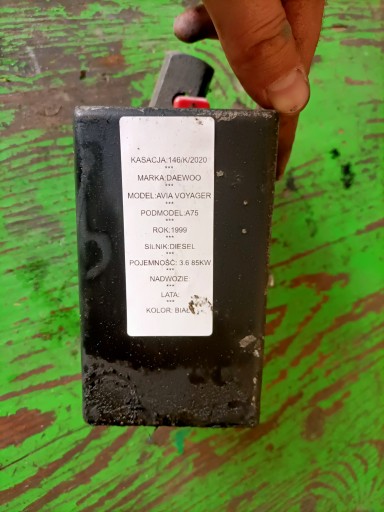 KASACJA:146/K/2020
***
MARKA:DAEWOO
***
MODEL:AVIA VOYAGER
***
PODMODEL:A75
***
ROK:1999
***
SILNIK:DIESEL
***
POJEMNOŚĆ: 3.6 85KW
***
NADWOZIE
***
LATA:
***
KOLOR: